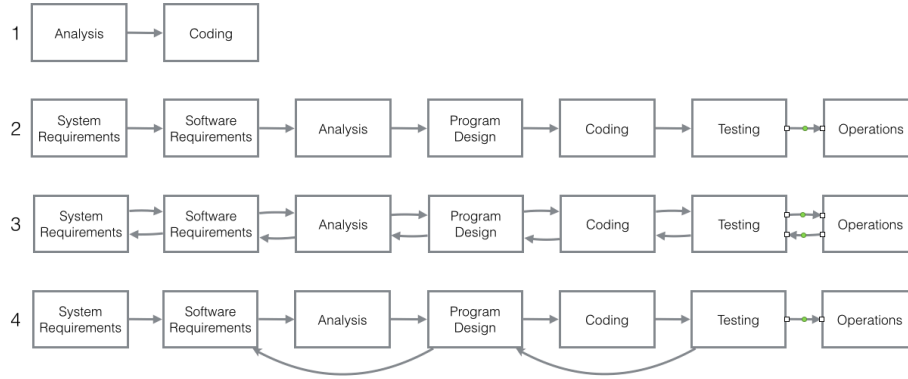 1
Analysis
Coding
2
System
Requirements
Software
Requirements
Analysis
Program
Design
Coding
Testing
Operations
3
System
Requirements
Software
Requirements
Analysis
Program
Design
Coding
Testing
Operations
4
System
Requirements
Software
Requirements
Analysis
Program
Design
Coding
Testing
Operations